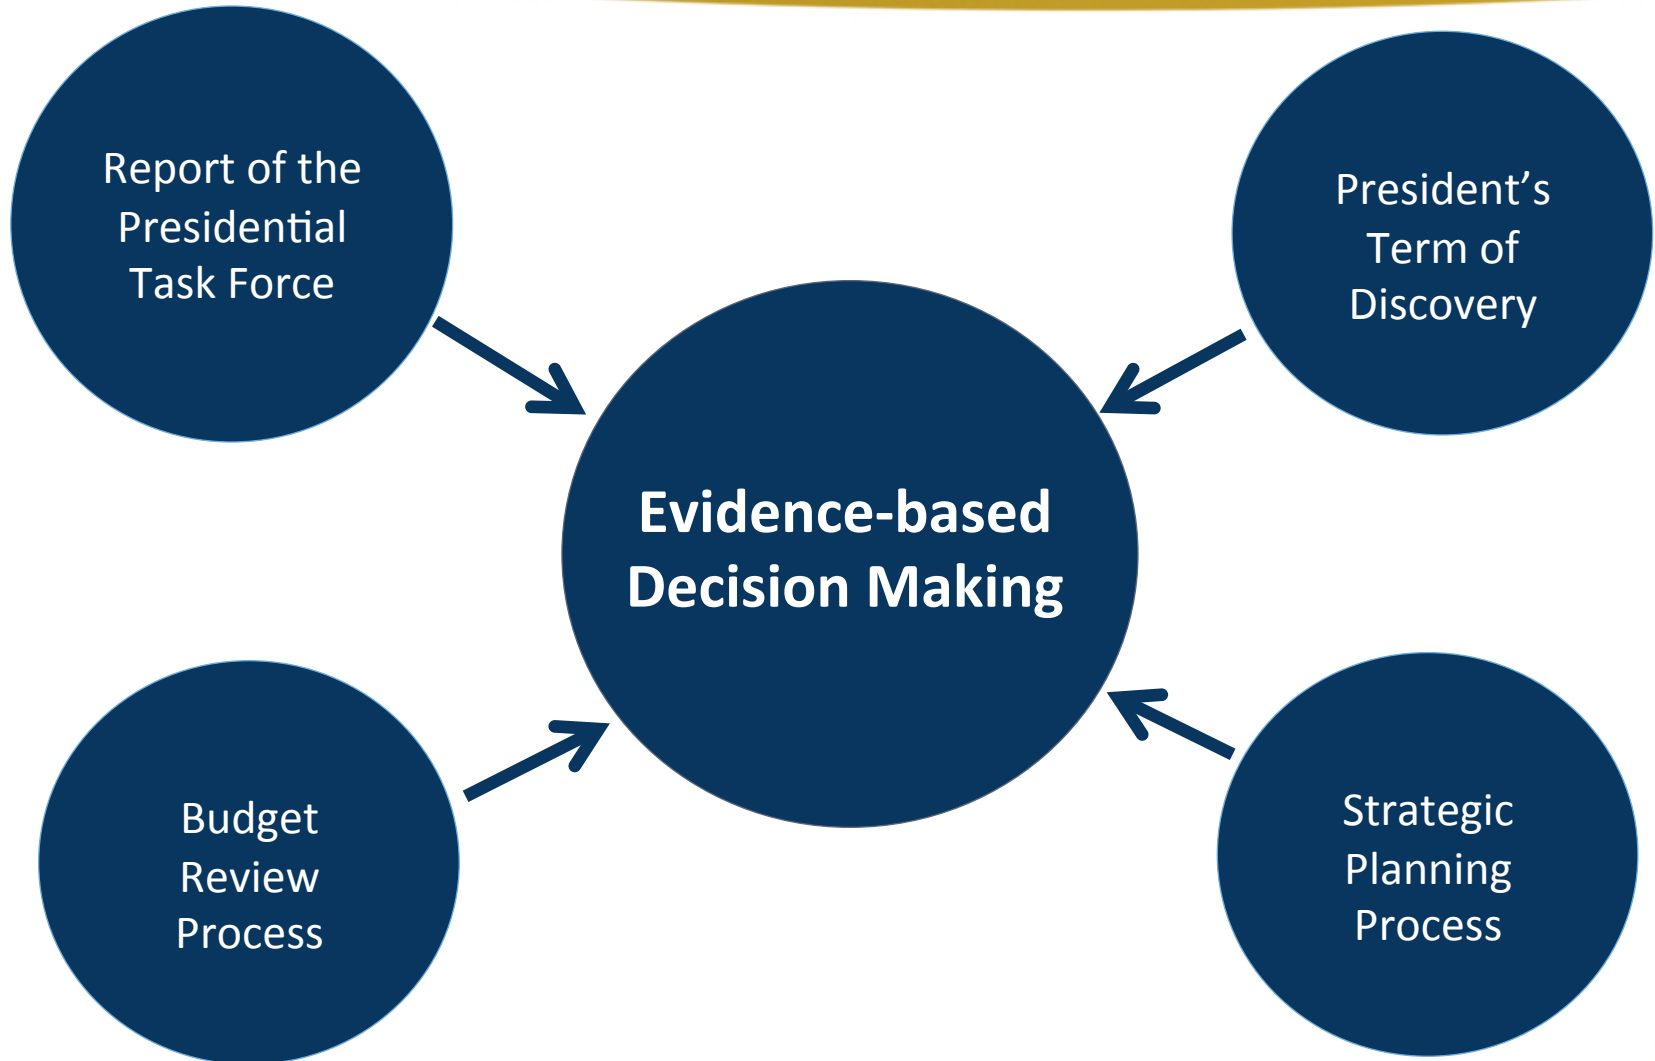 Report of the
Presidential
Task Force
President’s
Term of
Discovery
Evidence-based
Decision Making
Budget
Review
Process
Strategic
Planning
Process